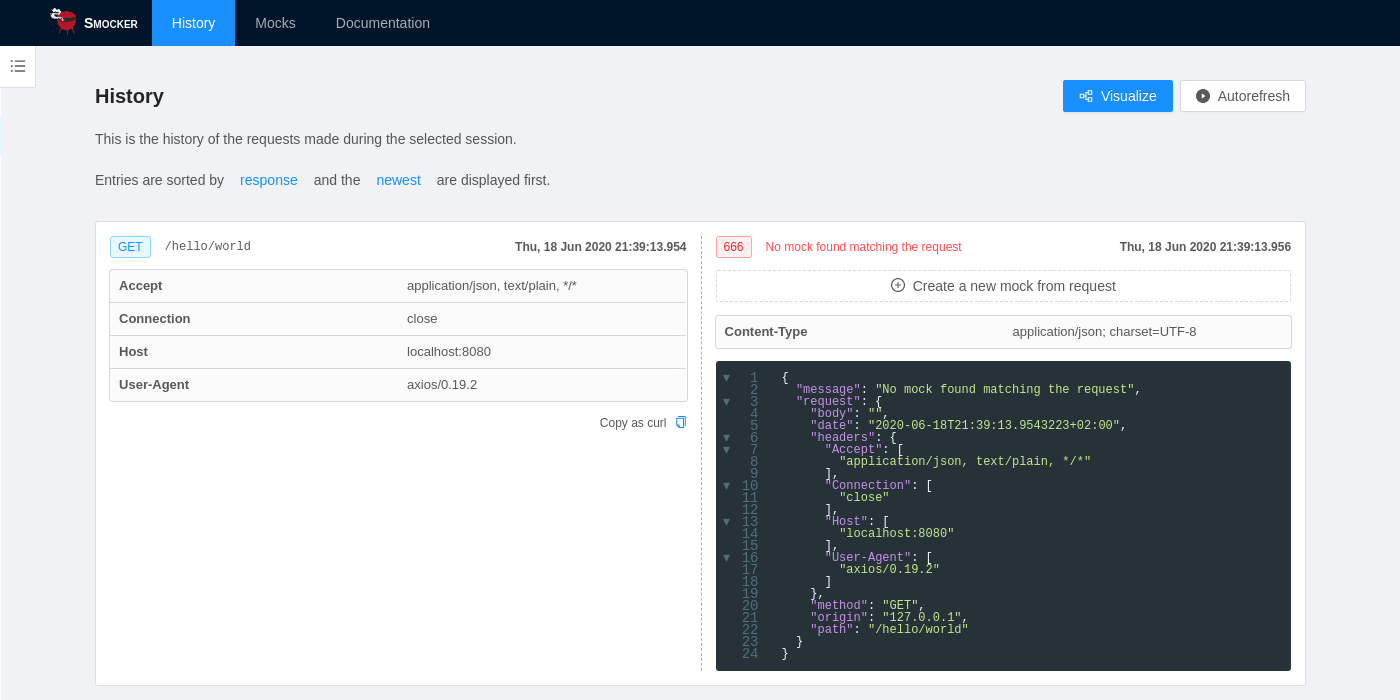 Smocker History Mocks Documentation
History
Visualize Autorefresh
This is the history of the requests made during the selected session.
Entries are sorted by response and the newest are displayed first.
GET /hello/world Thu, 18 Jun 2020 21:39:13.954
Accept application/json, text/plain, */*
Connection close
Host localhost:8080
User-Agent axios/0.19.2
Copy as curl
666 No mock found matching the request Thu, 18 Jun 2020 21:39:13.956
Create a new mock from request
Content-Type application/json; charset=UTF-8
1 {
2   "message": "No mock found matching the request",
3   "request": {
4     "body": "",
5     "date": "2020-06-18T21:39:13.9543223+02:00",
6     "headers": {
7       "Accept": [
8         "application/json, text/plain, */*"
9       ],
10       "Connection": [
11         "close"
12       ],
13       "Host": [
14         "localhost:8080"
15       ],
16       "User-Agent": [
17         "axios/0.19.2"
18       ]
19     },
20     "method": "GET",
21     "origin": "127.0.0.1",
22     "path": "/hello/world"
23   }
24 }